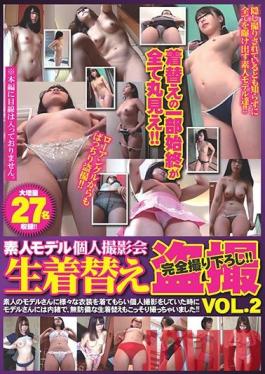 着替えの一部始終が
全て丸見え!!
隠し撮りされているとも知らずに
全てを曝け出す素人モデル達!!
ローアングルからも
ばっちり盗撮!!
※本編に目線は入っておりません。
大増量
27名
収録!!
素人モデル個人撮影会
生着替え盗撮
完全撮り下ろし!!
VOL.2
素人のモデルさんに様々な衣装を着てもらい個人撮影をしていた時に
モデルさんには内緒で、無防備な生着替えもこっそり撮っちゃいました!!